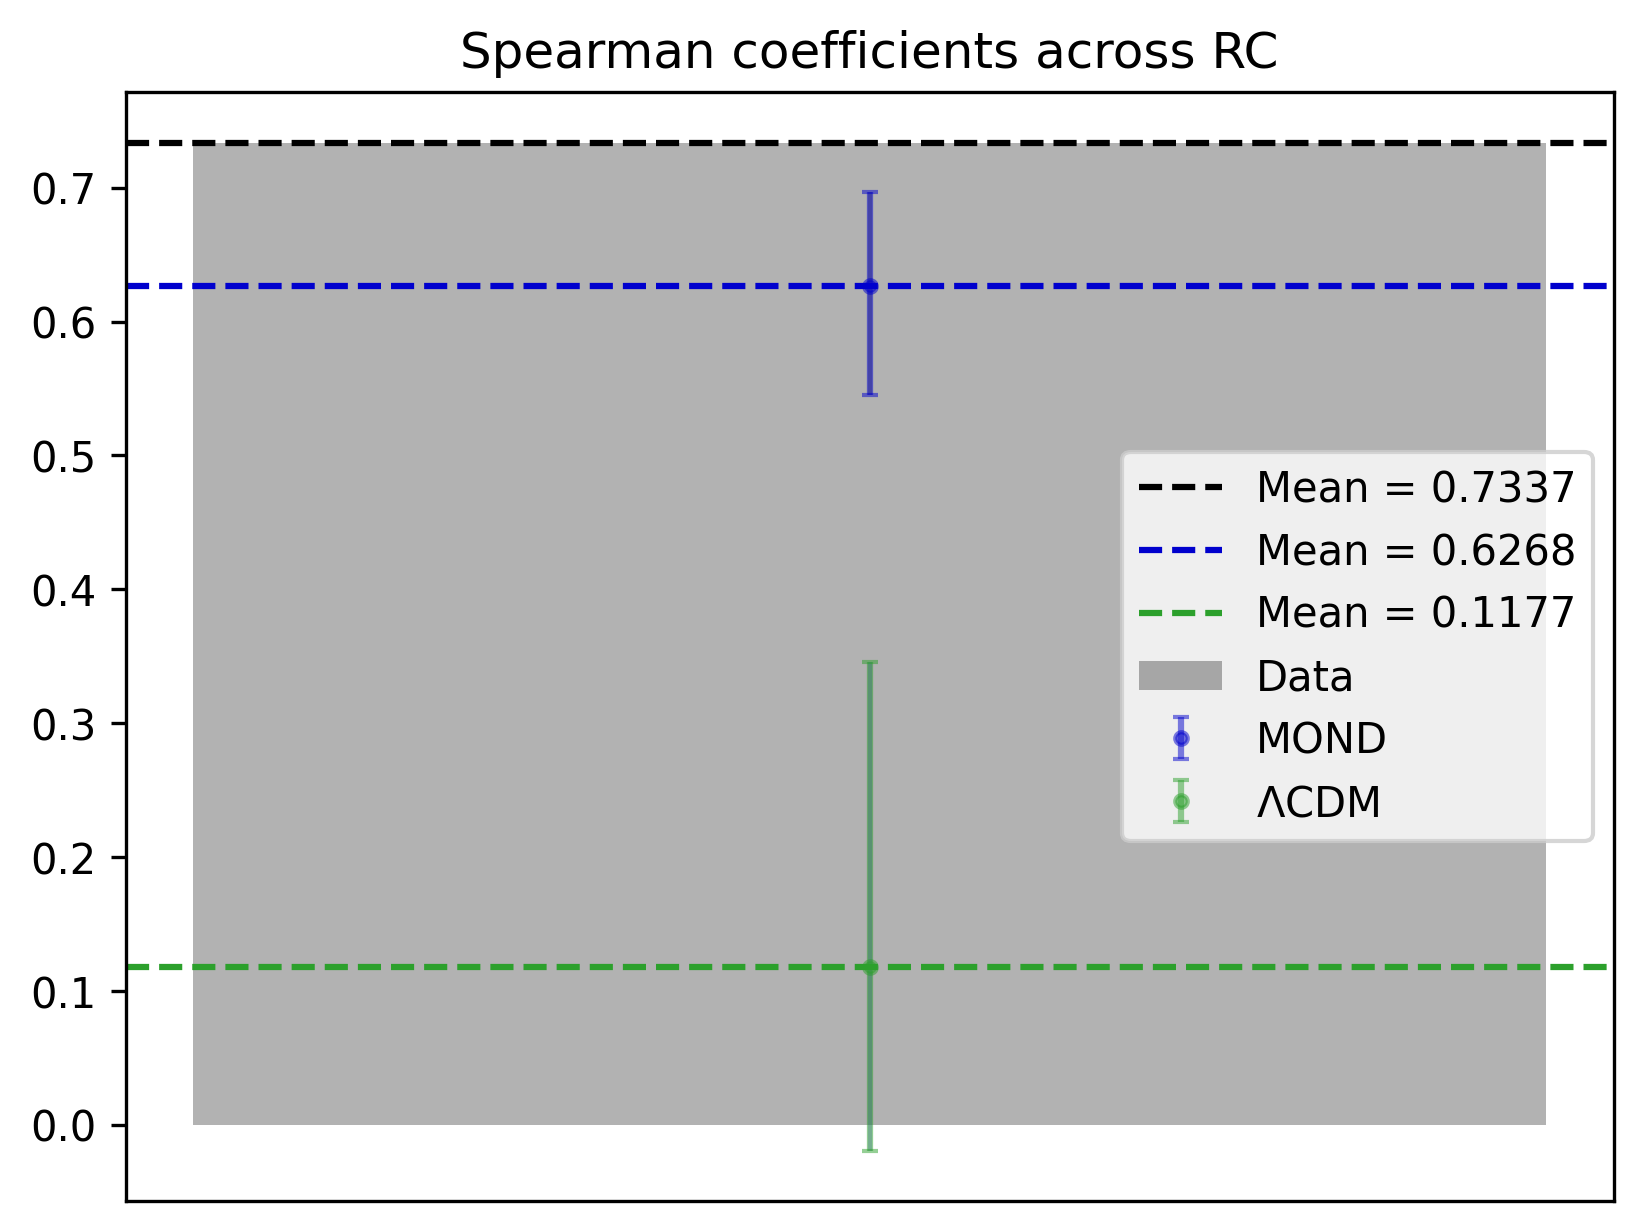 Spearman coefficients across RC
0.7
0.6
0.5
0.4
0.3
0.2
0.1
0.0
Mean = 0.7337
Mean = 0.6268
Mean = 0.1177
Data
MOND
ΛCDM